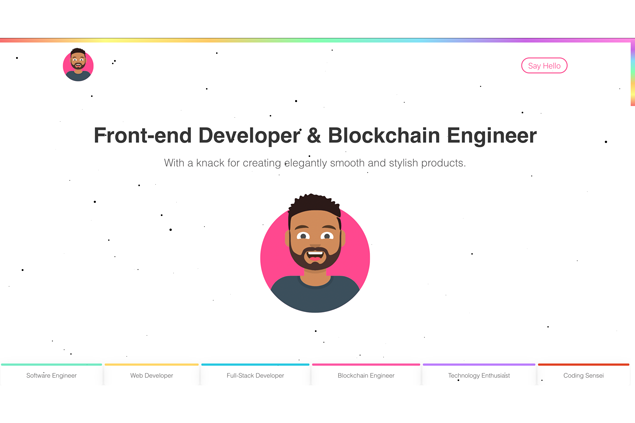 Say Hello
Front-end Developer & Blockchain Engineer
With a knack for creating elegantly smooth and stylish products.
Software Engineer
Web Developer
Full-Stack Developer
Blockchain Engineer
Technology Enthusiast
Coding Sensei